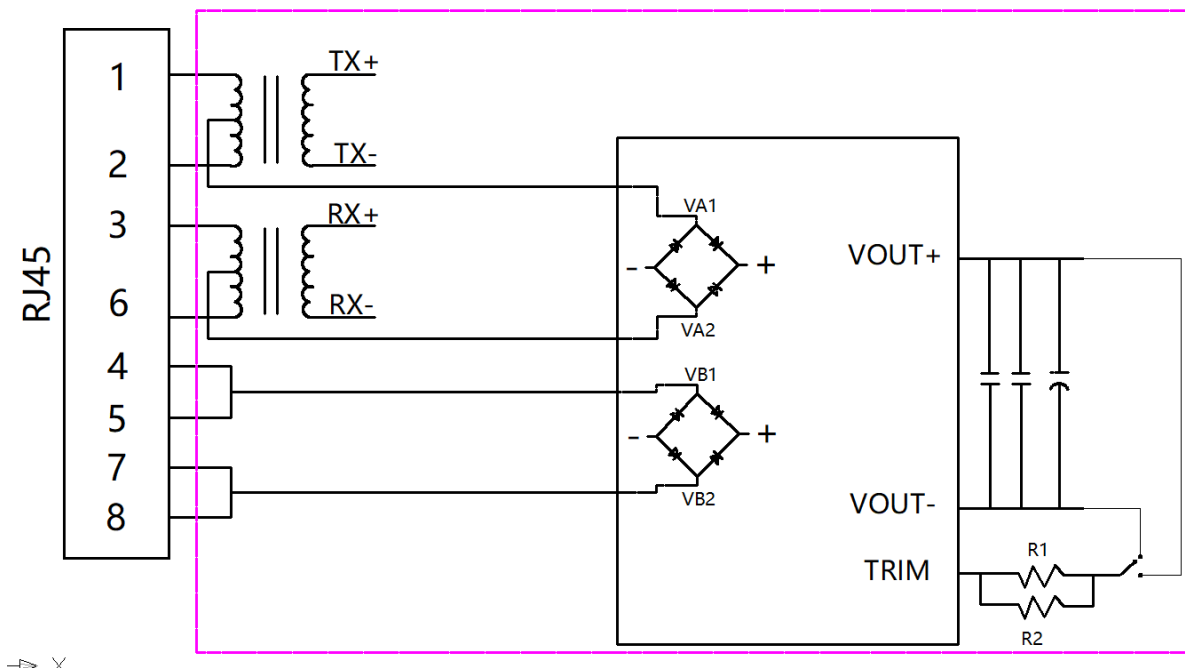 RJ45
1
2
3
6
4
5
7
8
TX+
TX-
RX+
RX-
VA1
- +
VA2
VB1
- +
VB2
VOUT+
VOUT-
TRIM
R1
R2
X